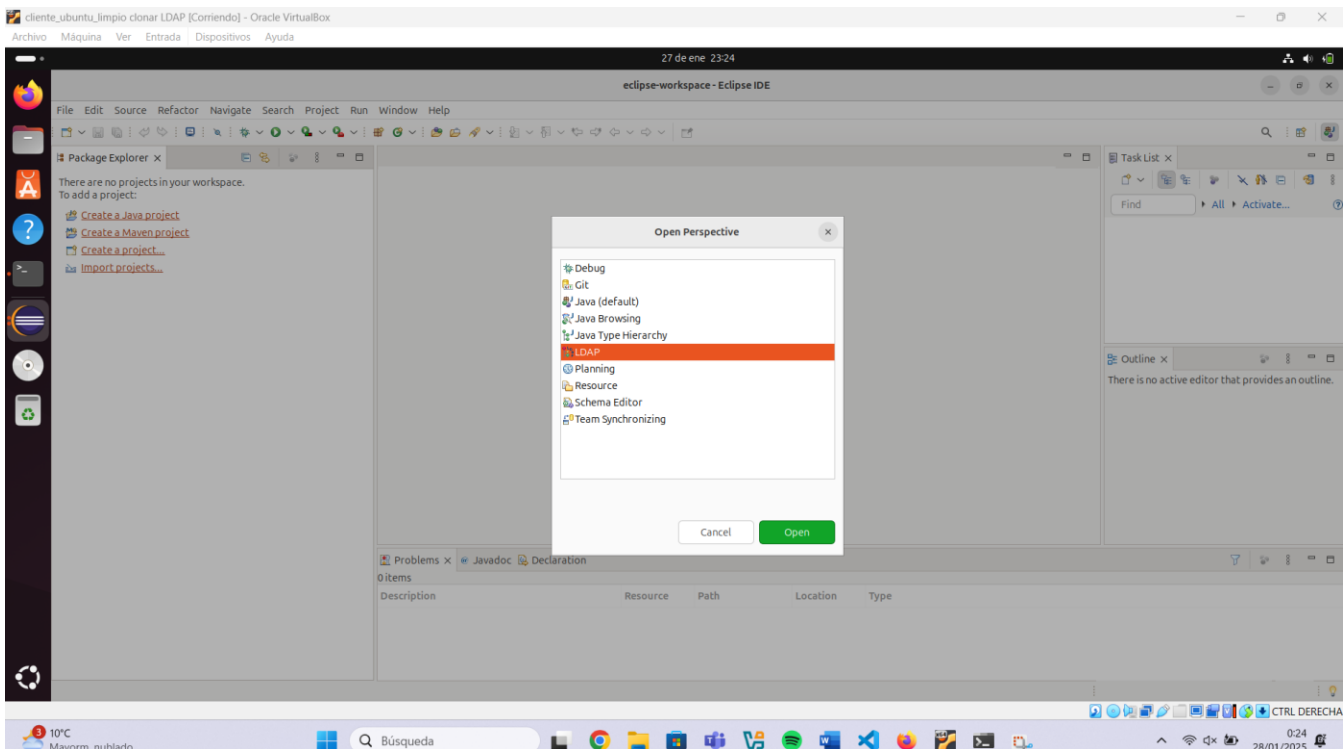 cliente_ubuntu_limpio clonar LDAP [Corriendo] - Oracle VirtualBox
Archivo Máquina Ver Entrada Dispositivos Ayuda
27 de ene 23:24
eclipse-workspace - Eclipse IDE
File Edit Source Refactor Navigate Search Project Run Window Help
Package Explorer
There are no projects in your workspace.
To add a project:
Create a Java project
Create a Maven project
Create a project...
Import projects...
Open Perspective
Debug
Git
Java (default)
Java Browsing
Java Type Hierarchy
LDAP
Planning
Resource
Schema Editor
Team Synchronizing
Cancel Open
Task List
Find All Activate...
Outline
There is no active editor that provides an outline.
Problems Javadoc Declaration
0 items
Description Resource Path Location Type
CTRL DERECHA
3 10°C
Mayorm. nublado
Búsqueda
0:24
28/01/2025